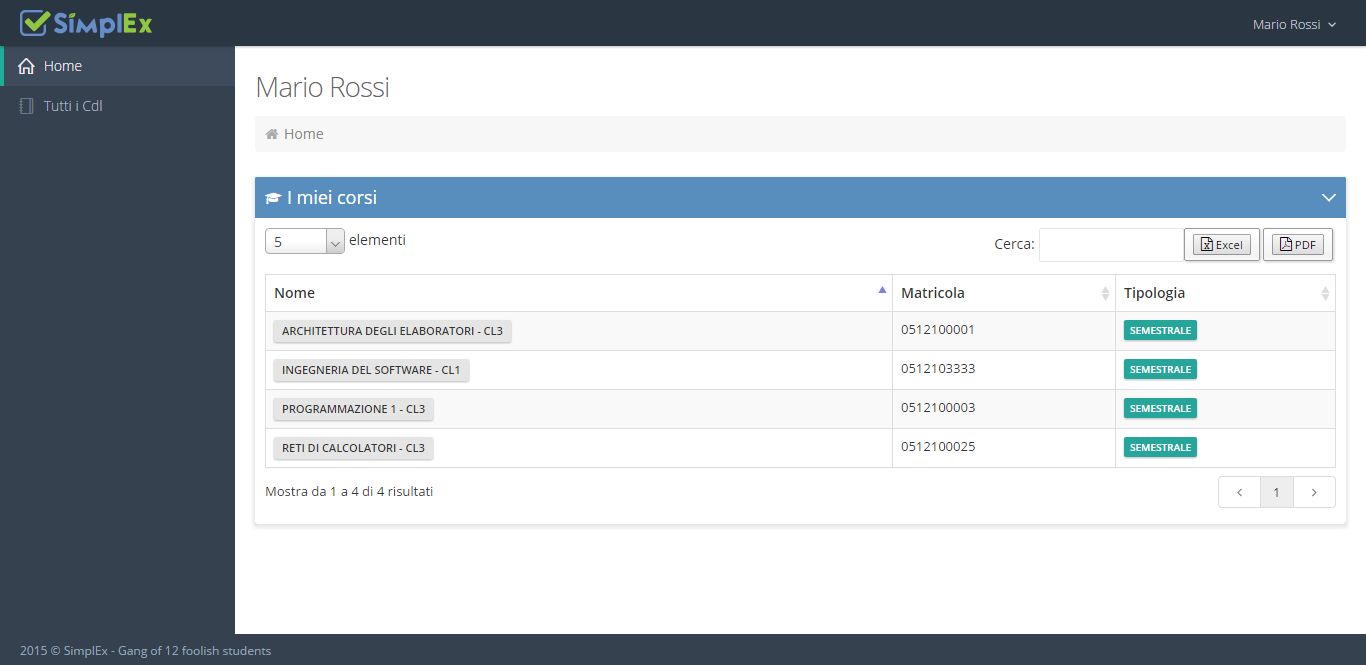 SimplEx
Mario Rossi
Home
Tutti i Cdl
Mario Rossi
Home
I miei corsi
5 elementi
Cerca: Excel PDF
Nome Matricola Tipologia
ARCHITETTURA DEGLI ELABORATORI - CL3 0512100001 SEMESTRALE
INGEGNERIA DEL SOFTWARE - CL1 0512103333 SEMESTRALE
PROGRAMMAZIONE 1 - CL3 0512100003 SEMESTRALE
RETI DI CALCOLATORI - CL3 0512100025 SEMESTRALE
Mostra da 1 a 4 di 4 risultati
1
2015 © SimplEx - Gang of 12 foolish students